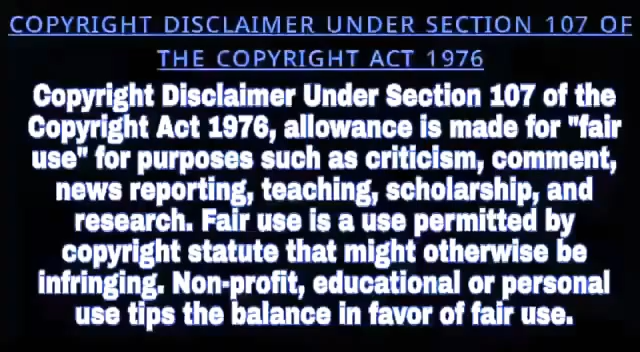 COPYRIGHT DISCLAIMER UNDER SECTION 107 OF
THE COPYRIGHT ACT 1976
Copyright Disclaimer Under Section 107 of the
Copyright Act 1976, allowance is made for "fair
use" for purposes such as criticism, comment,
news reporting, teaching, scholarship, and
research. Fair use is a use permitted by
copyright statute that might otherwise be
infringing. Non-profit, educational or personal
use tips the balance in favor of fair use.